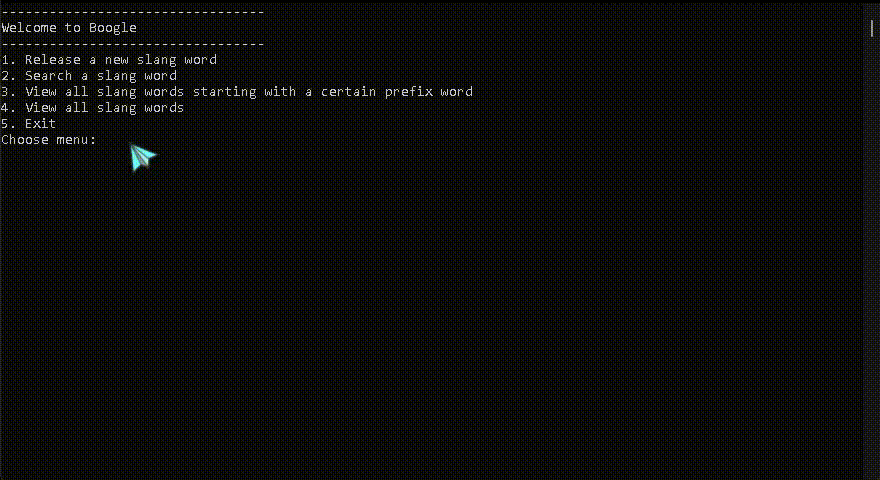 ---------------------------------
Welcome to Boogle
---------------------------------
1. Release a new slang word
2. Search a slang word
3. View all slang words starting with a certain prefix word
4. View all slang words
5. Exit
Choose menu: